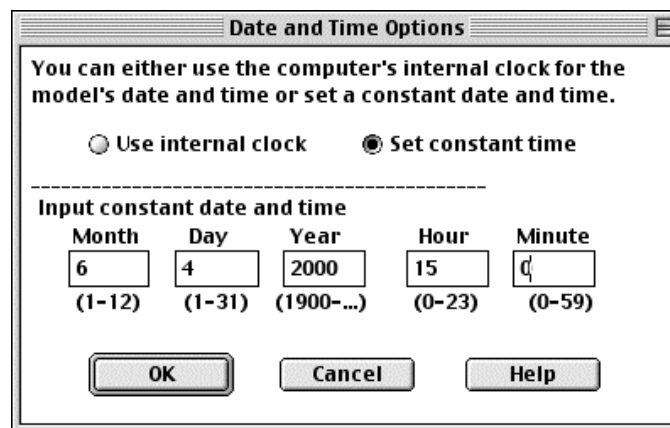 Date and Time Options
You can either use the computer's internal clock for the
model's date and time or set a constant date and time.
Use internal clock Set constant time
Input constant date and time
Month Day Year Hour Minute
6 4 2000 15 0
(1-12) (1-31) (1900-...) (0-23) (0-59)
OK Cancel Help